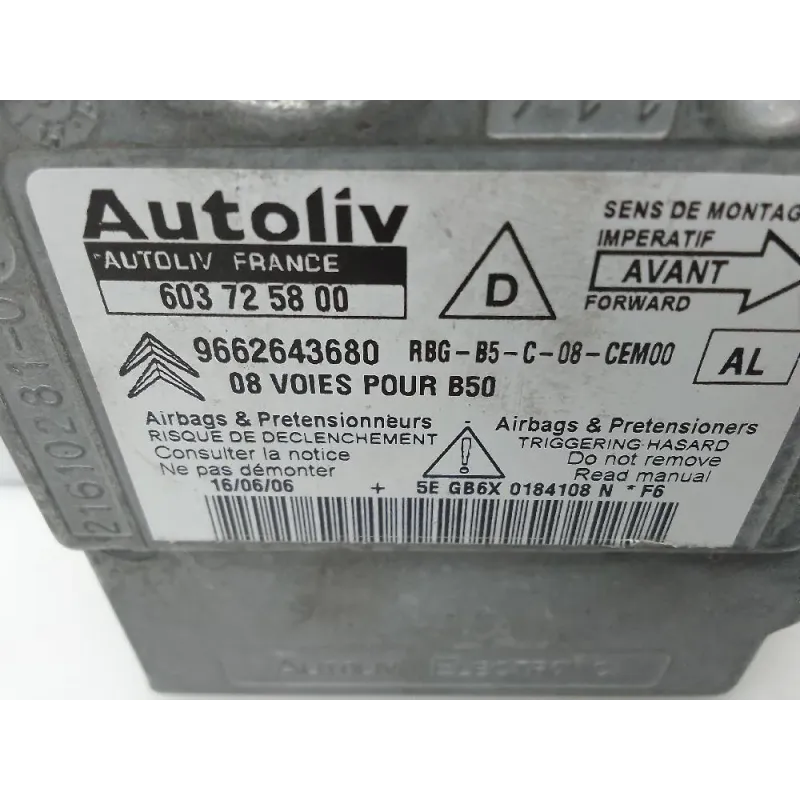 Autoliv
AUTOLIV FRANCE
603 72 58 00
D
SENS DE MONTAG
IMPERATIF
AVANT
FORWARD
9662643680 RBG-B5-C-08-CEM00
AL
08 VOIES POUR B50
Airbags & Pretensionneurs
RISQUE DE DECLENCHEMENT
Consulter la notice
Ne pas démonter
!
Airbags & Pretensioners
TRIGGERING HASARD
Do not remove
Read manual
16/06/06 + 5E GB6X 0184108 N * F6
AUTOLIV ELECTRONIC